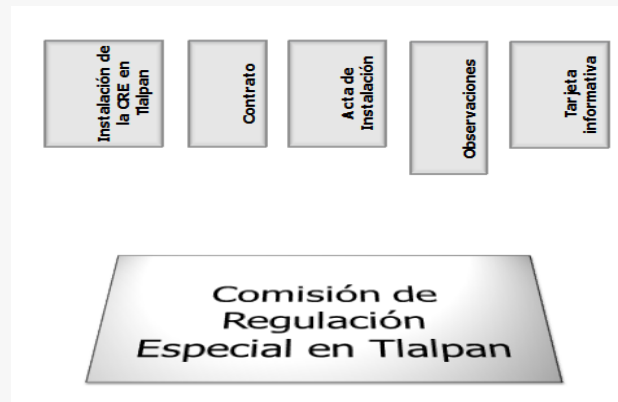 Instalación de
la CRE en
Tlalpan
Contrato
Acta de
Instalación
Observaciones
Tarjeta
informativa
Comisión de
Regulación
Especial en Tlalpan